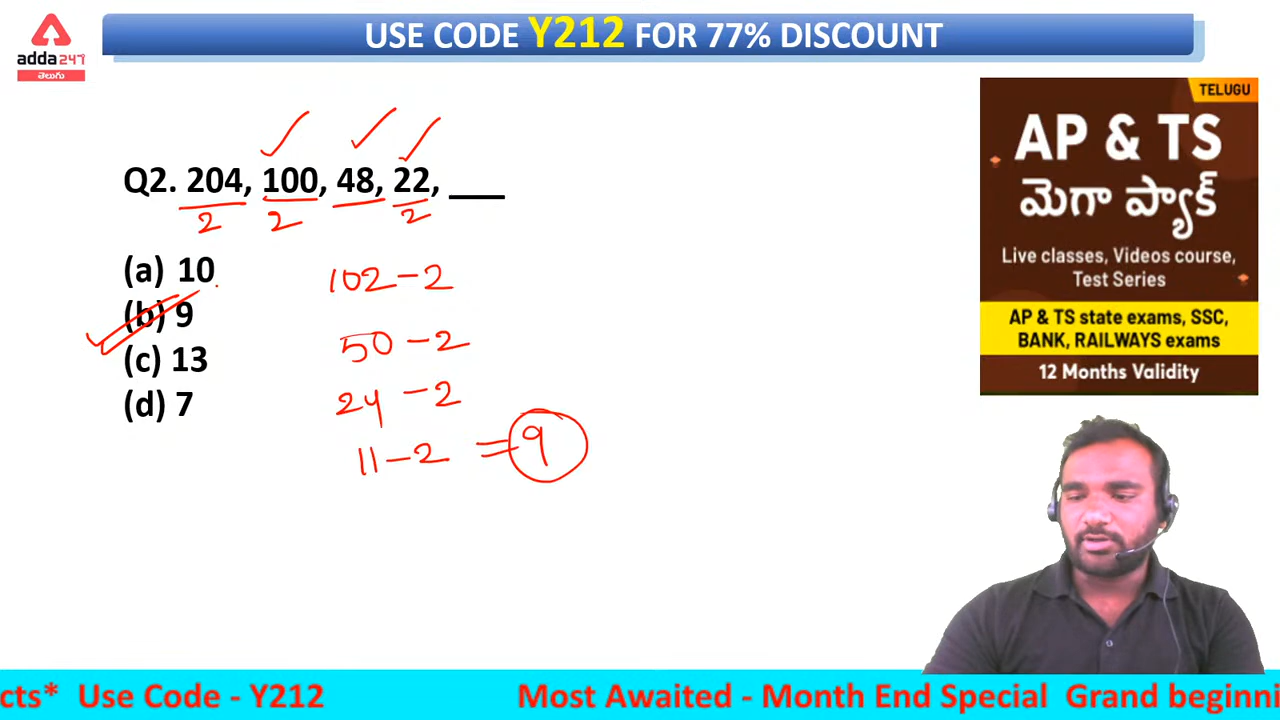 USE CODE Y212 FOR 77% DISCOUNT
adda247
తెలుగు
Q2. 204, 100, 48, 22, ___
2 2 2
(a) 10
(b) 9
(c) 13
(d) 7
102 - 2
50 - 2
24 - 2
11 - 2 = 9
TELUGU
AP & TS
మెగా ప్యాక్
Live classes, Videos course,
Test Series
AP & TS state exams, SSC,
BANK, RAILWAYS exams
12 Months Validity
cts* Use Code - Y212 Most Awaited - Month End Special Grand beginni